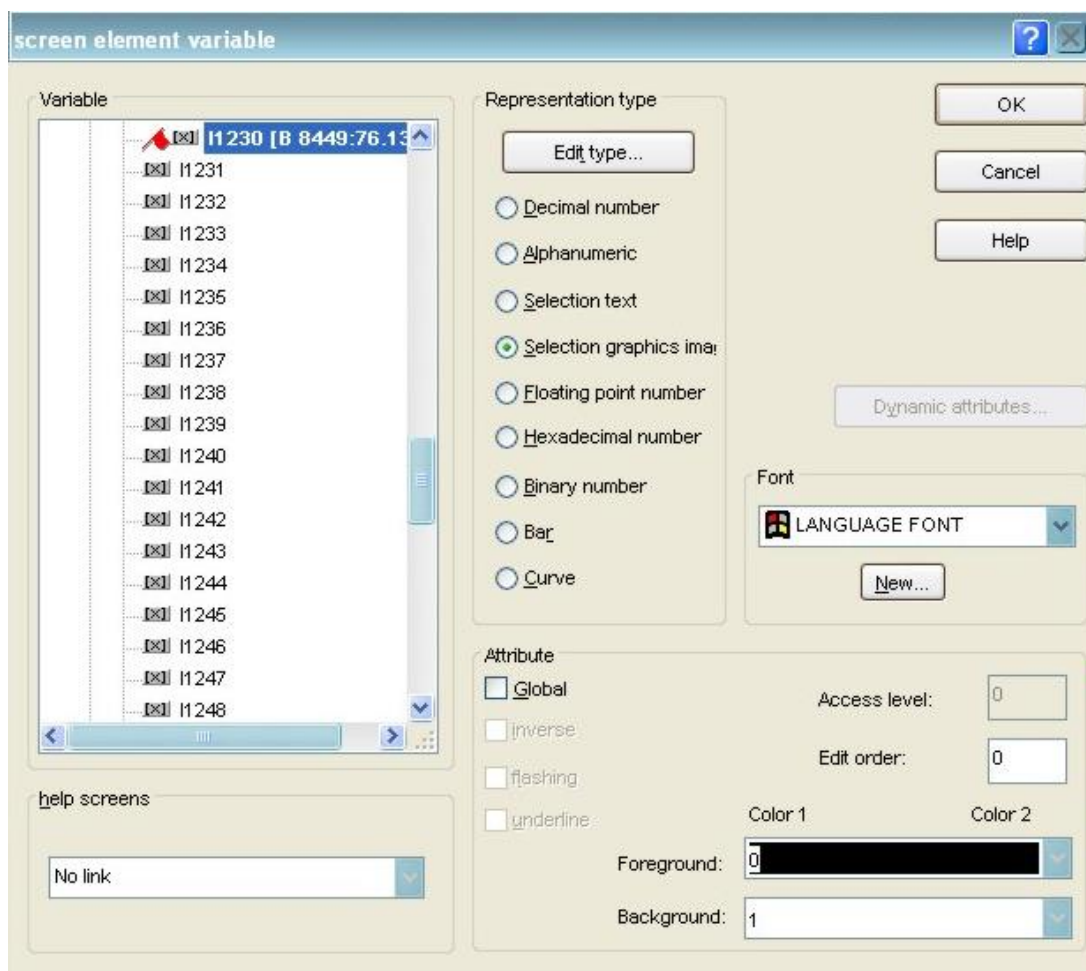 screen element variable
Variable
I1230 [B 8449:76.13
I1231
I1232
I1233
I1234
I1235
I1236
I1237
I1238
I1239
I1240
I1241
I1242
I1243
I1244
I1245
I1246
I1247
I1248
help screens
No link
Representation type
Edit type...
Decimal number
Alphanumeric
Selection text
Selection graphics imag
Floating point number
Hexadecimal number
Binary number
Bar
Curve
OK
Cancel
Help
Dynamic attributes...
Font
LANGUAGE FONT
New...
Attribute
Global
inverse
flashing
underline
Access level: 0
Edit order: 0
Color 1 Color 2
Foreground: 0
Background: 1